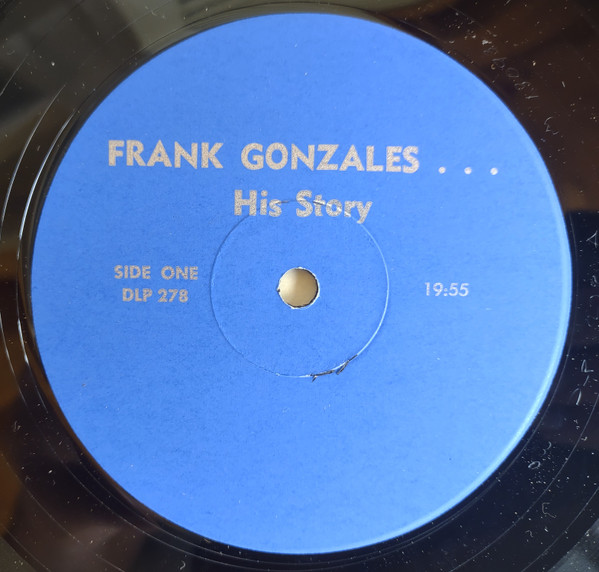 FRANK GONZALES . . .
His Story
SIDE ONE
DLP 278
19:55